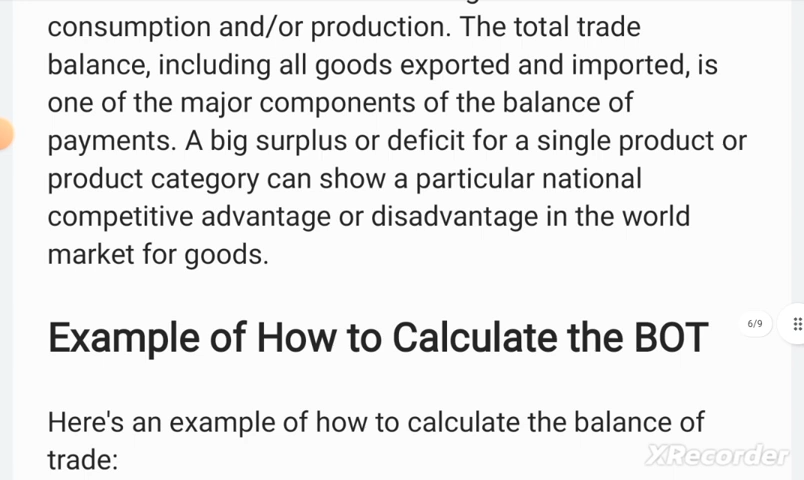 consumption and/or production. The total trade
balance, including all goods exported and imported, is
one of the major components of the balance of
payments. A big surplus or deficit for a single product or
product category can show a particular national
competitive advantage or disadvantage in the world
market for goods.
Example of How to Calculate the BOT
6/9
Here's an example of how to calculate the balance of
trade:
XRecorder